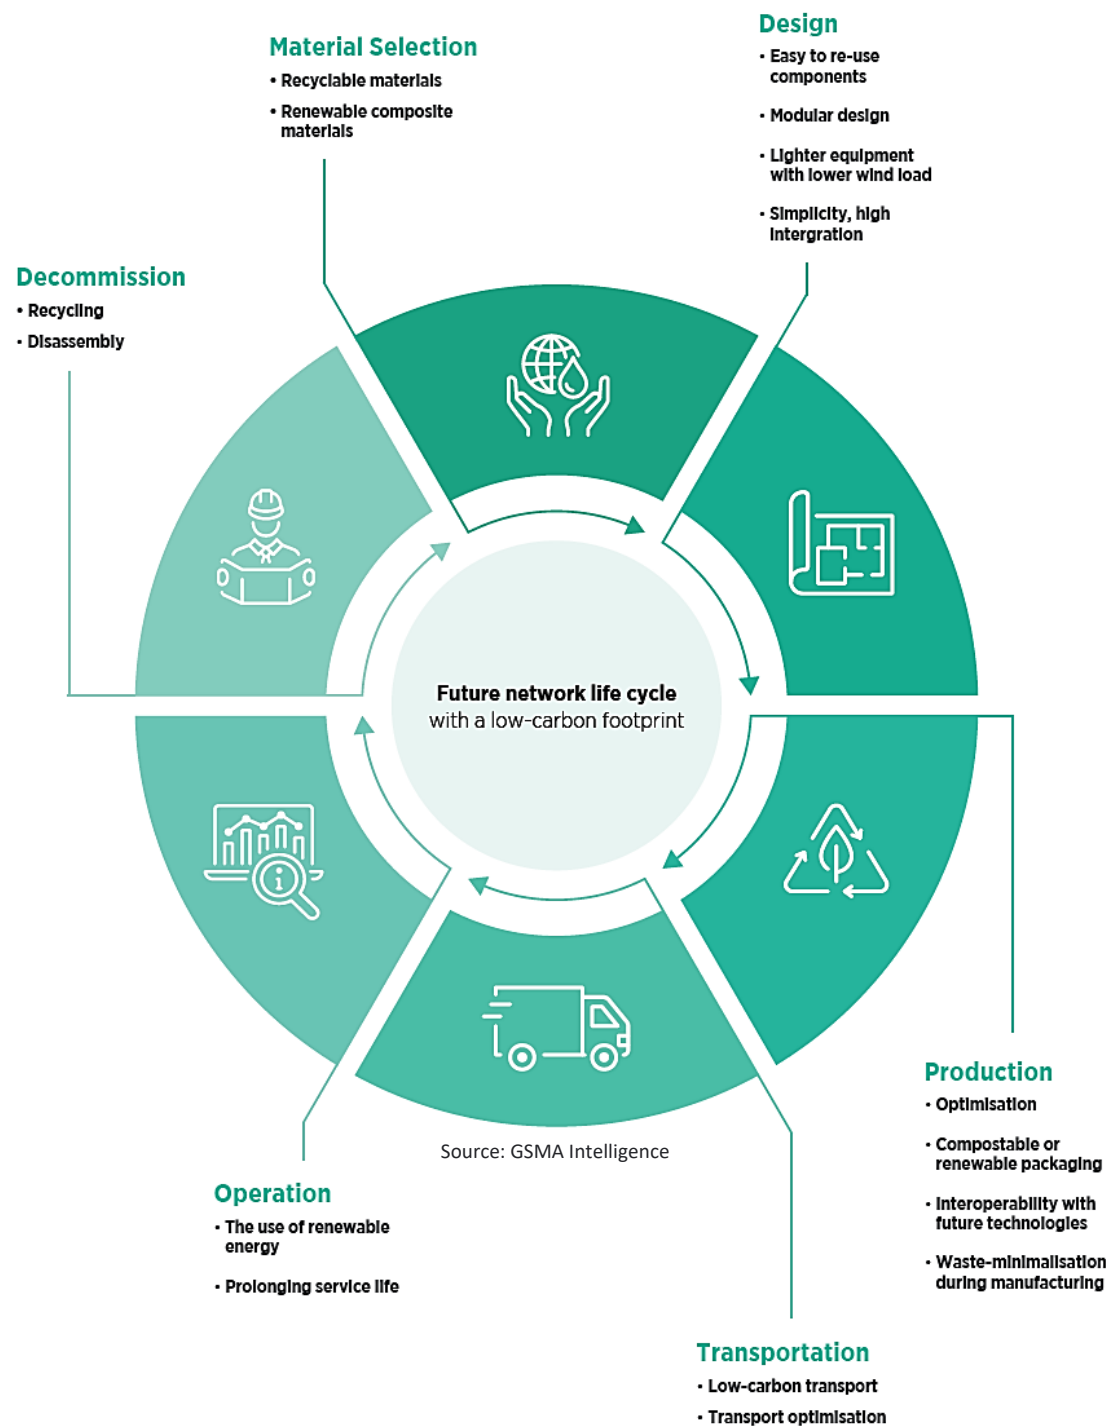 Material Selection
• Recyclable materials
• Renewable composite
materials
Design
· Easy to re-use
components
· Modular design
· Lighter equipment
with lower wind load
· Simplicity, high
intergration
Decommission
• Recycling
· Disassembly
Future network life cycle
with a low-carbon footprint
Production
· Optimisation
· Compostable or
renewable packaging
· Interoperability with
future technologies
· Waste-minimalisation
during manufacturing
Source: GSMA Intelligence
Operation
· The use of renewable
energy
· Prolonging service life
Transportation
· Low-carbon transport
· Transport optimisation